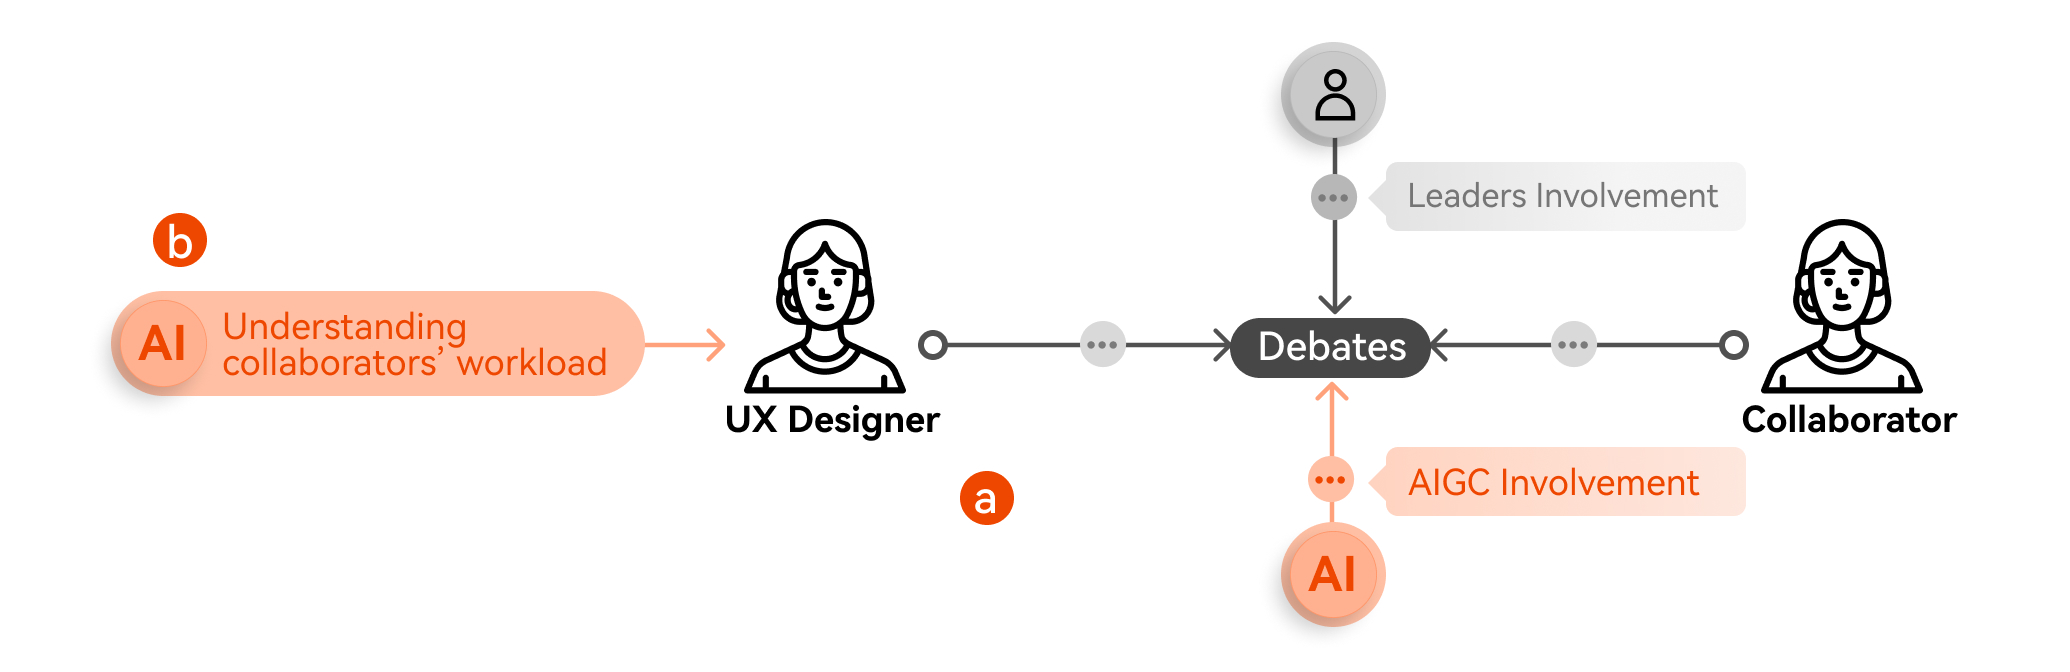 Leaders Involvement
b
AI
Understanding
collaborators’ workload
Debates
UX Designer
Collaborator
a
AIGC Involvement
AI